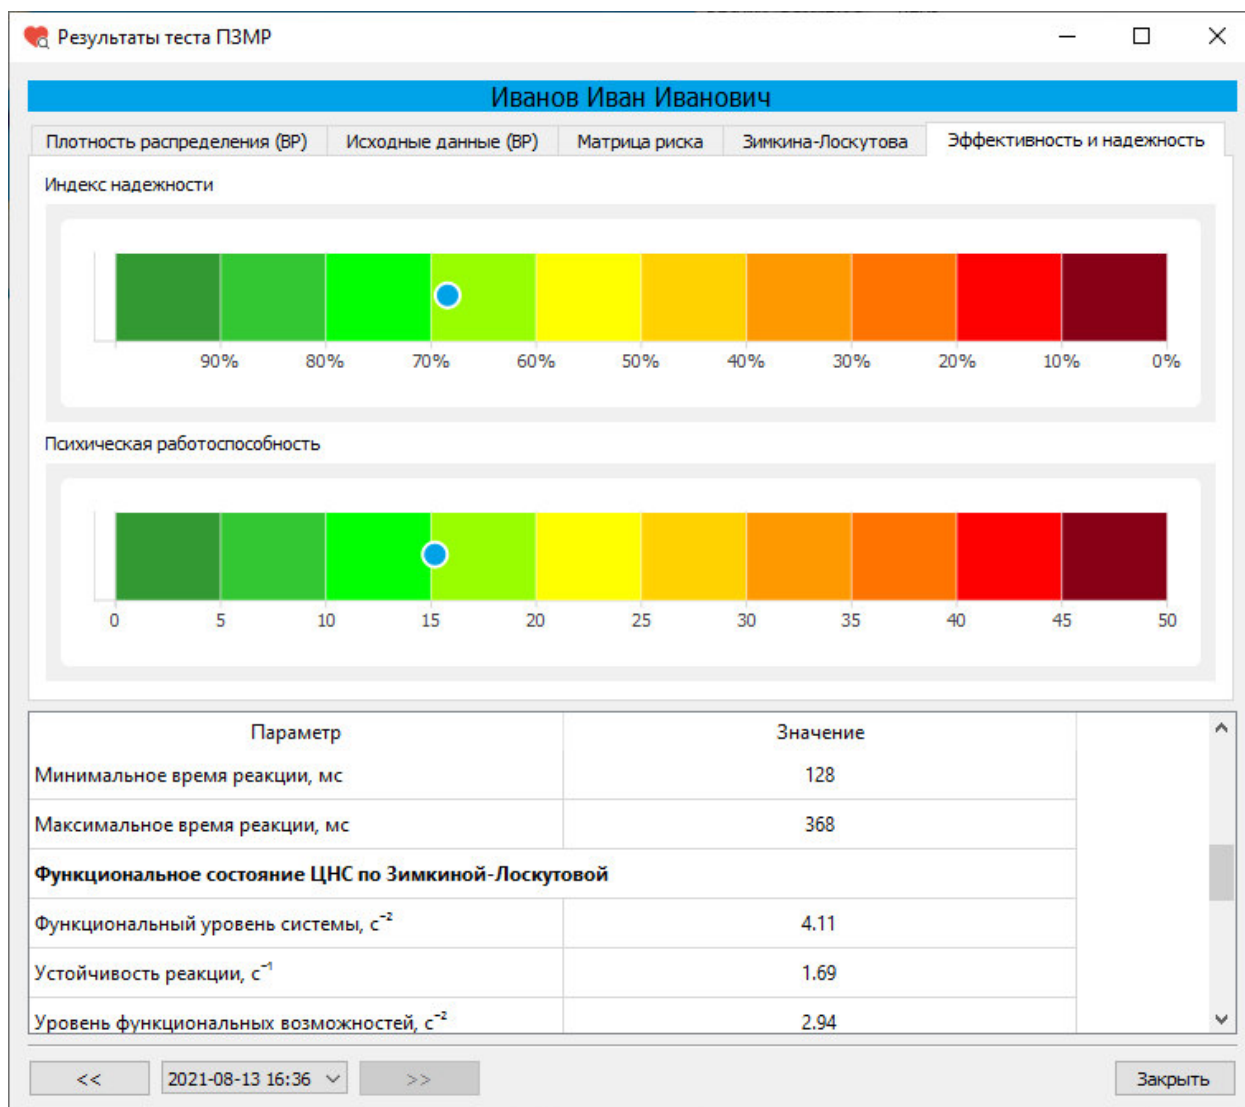 Результаты теста ПЗМР
Иванов Иван Иванович
Плотность распределения (ВР) Исходные данные (ВР) Матрица риска Зимкина-Лоскутова Эффективность и надежность
Индекс надежности
90% 80% 70% 60% 50% 40% 30% 20% 10% 0%
Психическая работоспособность
0 5 10 15 20 25 30 35 40 45 50
Параметр Значение
Минимальное время реакции, мс 128
Максимальное время реакции, мс 368
Функциональное состояние ЦНС по Зимкиной-Лоскутовой
Функциональный уровень системы, с⁻² 4.11
Устойчивость реакции, с⁻¹ 1.69
Уровень функциональных возможностей, с⁻² 2.94
<< 2021-08-13 16:36 >> Закрыть